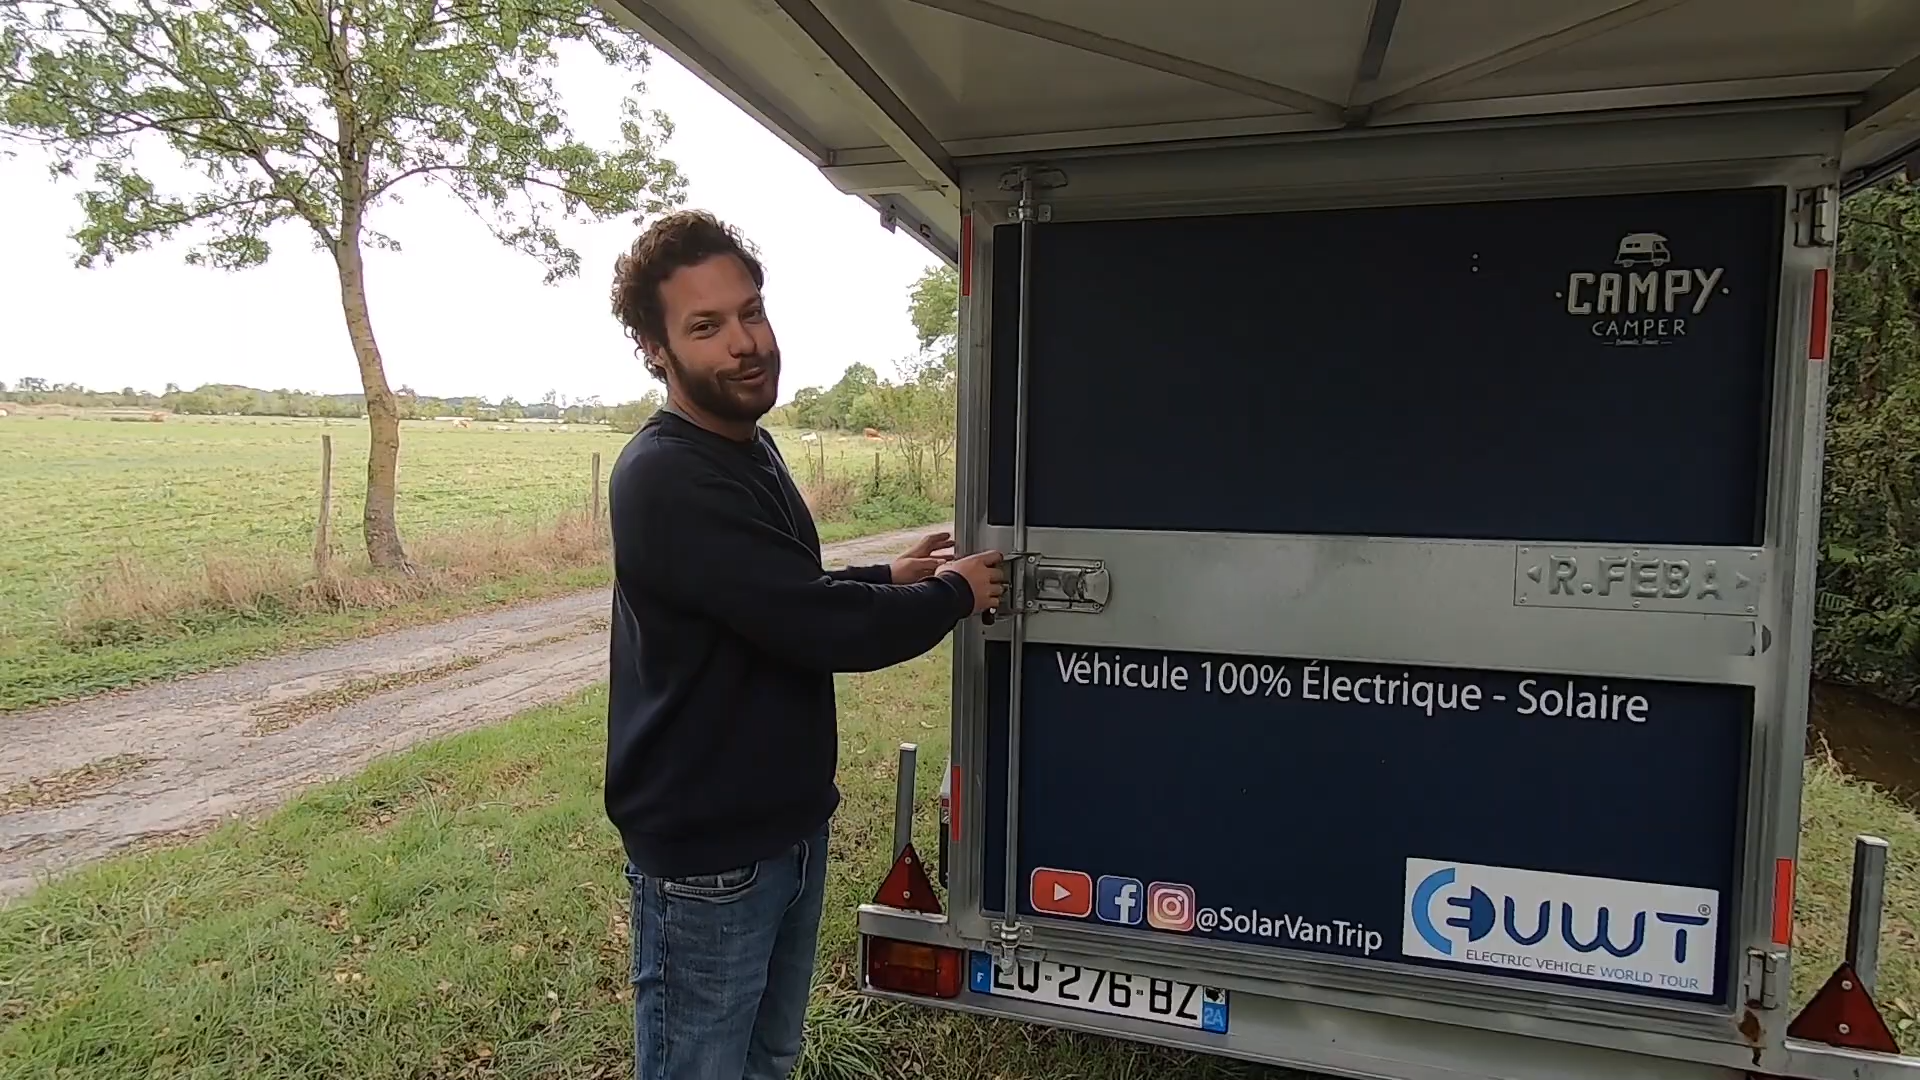 CAMPY
CAMPER
R.FEBA
Véhicule 100% Électrique - Solaire
@SolarVanTrip
EVWT ®
ELECTRIC VEHICLE WORLD TOUR
F EQ-276-BZ 2A